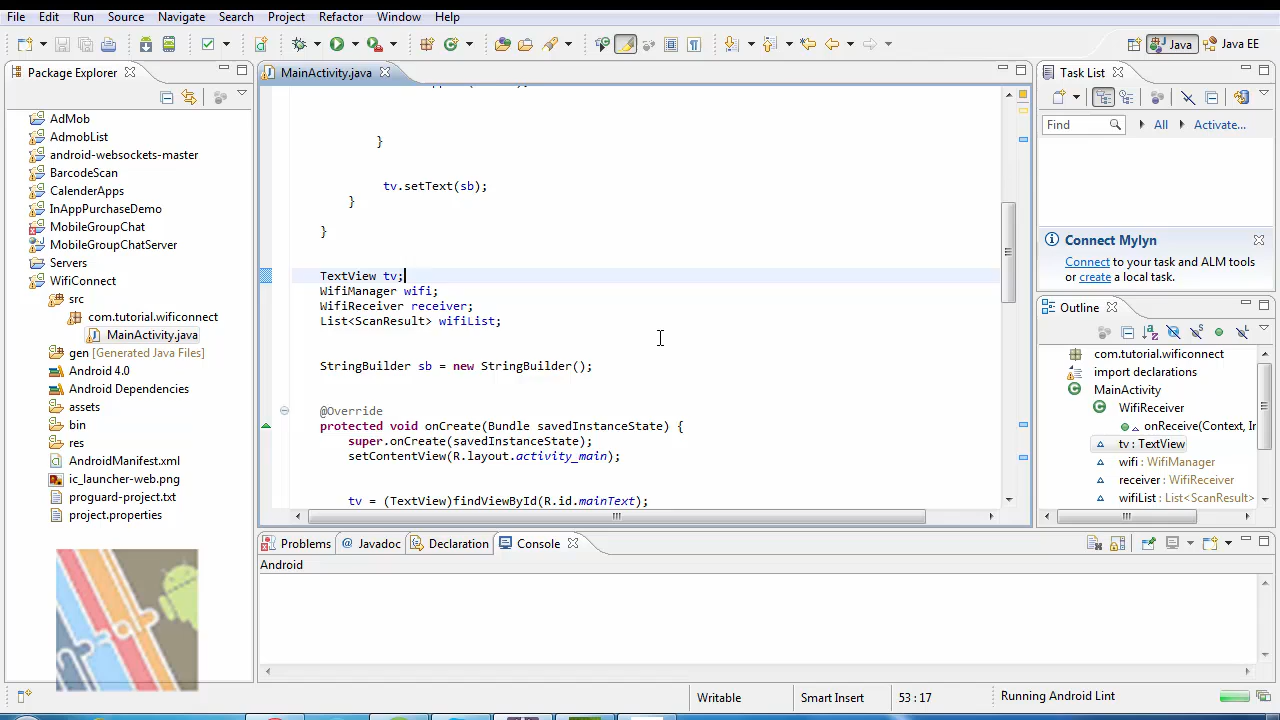 File Edit Run Source Navigate Search Project Refactor Window Help
Java Java EE
Package Explorer
AdMob
AdmobList
android-websockets-master
BarcodeScan
CalenderApps
InAppPurchaseDemo
MobileGroupChat
MobileGroupChatServer
Servers
WifiConnect
src
com.tutorial.wificonnect
MainActivity.java
gen [Generated Java Files]
Android 4.0
Android Dependencies
assets
bin
res
AndroidManifest.xml
ic_launcher-web.png
proguard-project.txt
project.properties
MainActivity.java
}
tv.setText(sb);
}
}
TextView tv;
WifiManager wifi;
WifiReceiver receiver;
List<ScanResult> wifiList;
StringBuilder sb = new StringBuilder();
@Override
protected void onCreate(Bundle savedInstanceState) {
super.onCreate(savedInstanceState);
setContentView(R.layout.activity_main);
tv = (TextView)findViewById(R.id.mainText);
Task List
Find All Activate...
Connect Mylyn
Connect to your task and ALM tools
or create a local task.
Outline
com.tutorial.wificonnect
import declarations
MainActivity
WifiReceiver
onReceive(Context, In
tv : TextView
wifi : WifiManager
receiver : WifiReceiver
wifiList : List<ScanResult>
Problems Javadoc Declaration Console
Android
Writable Smart Insert 53 : 17 Running Android Lint